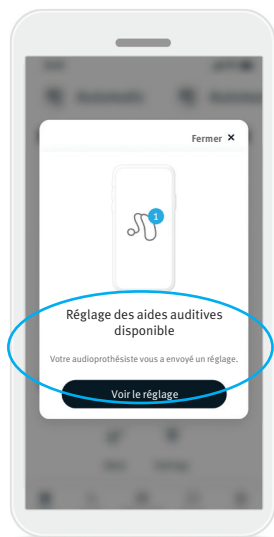 Fermer ×
1
Réglage des aides auditives
disponible
Votre audioprothésiste vous a envoyé un réglage.
Voir le réglage